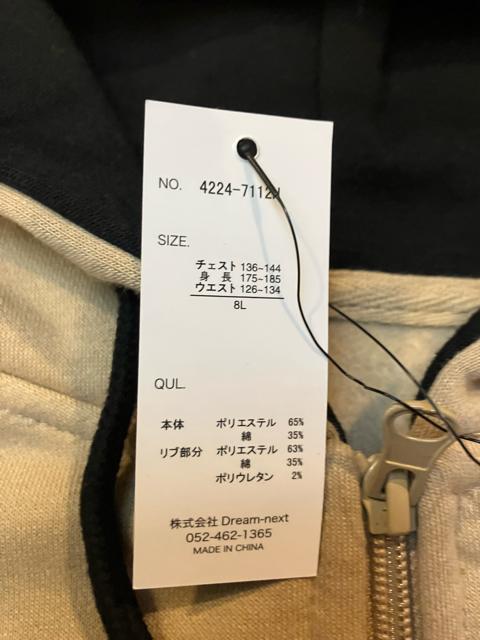 NO. 4224-7112J
SIZE.
チェスト 136~144
身 長 175~185
ウエスト 126~134
8L
QUL.
本体 ポリエステル 65%
綿 35%
リブ部分 ポリエステル 63%
綿 35%
ポリウレタン 2%
株式会社 Dream-next
052-462-1365
MADE IN CHINA